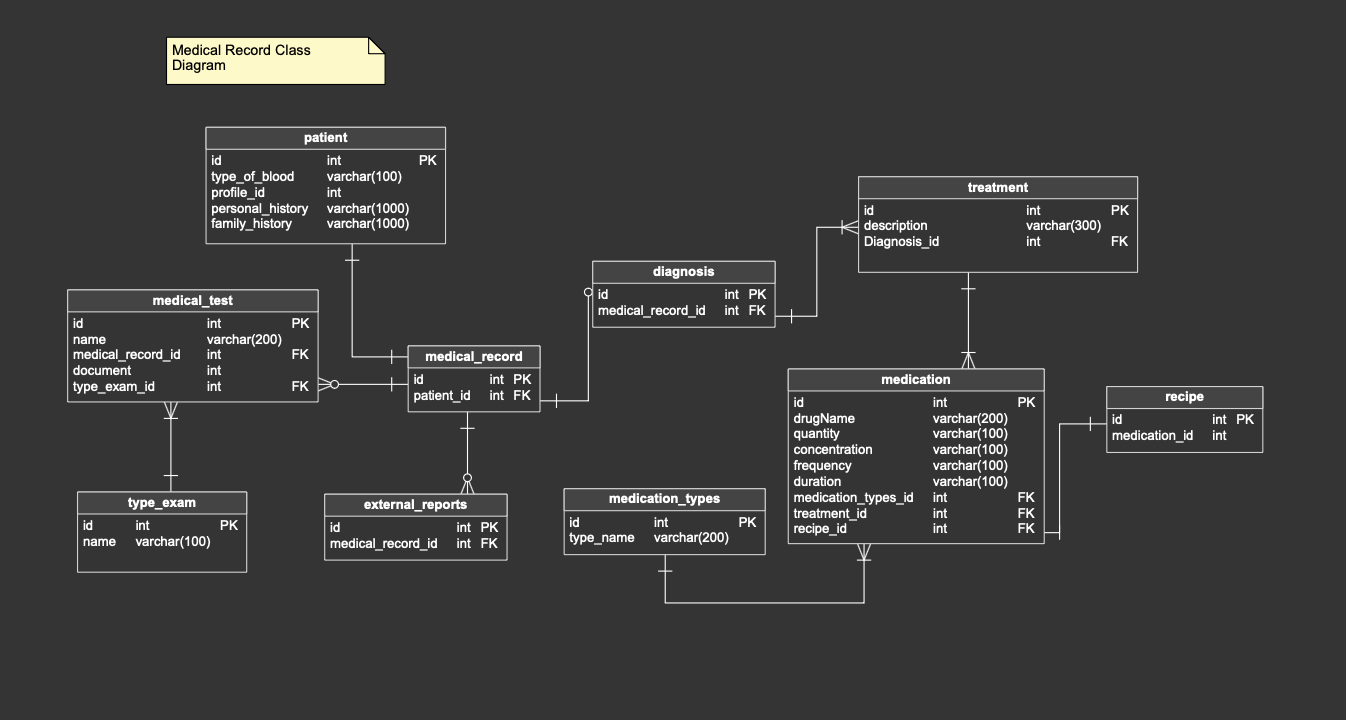 Medical Record Class
Diagram
patient
id int PK
type_of_blood varchar(100)
profile_id int
personal_history varchar(1000)
family_history varchar(1000)
treatment
id int PK
description varchar(300)
Diagnosis_id int FK
diagnosis
id int PK
medical_record_id int FK
medical_test
id int PK
name varchar(200)
medical_record_id int FK
document int
type_exam_id int FK
medical_record
id int PK
patient_id int FK
medication
id int PK
drugName varchar(200)
quantity varchar(100)
concentration varchar(100)
frequency varchar(100)
duration varchar(100)
medication_types_id int FK
treatment_id int FK
recipe_id int FK
recipe
id int PK
medication_id int
type_exam
id int PK
name varchar(100)
external_reports
id int PK
medical_record_id int FK
medication_types
id int PK
type_name varchar(200)